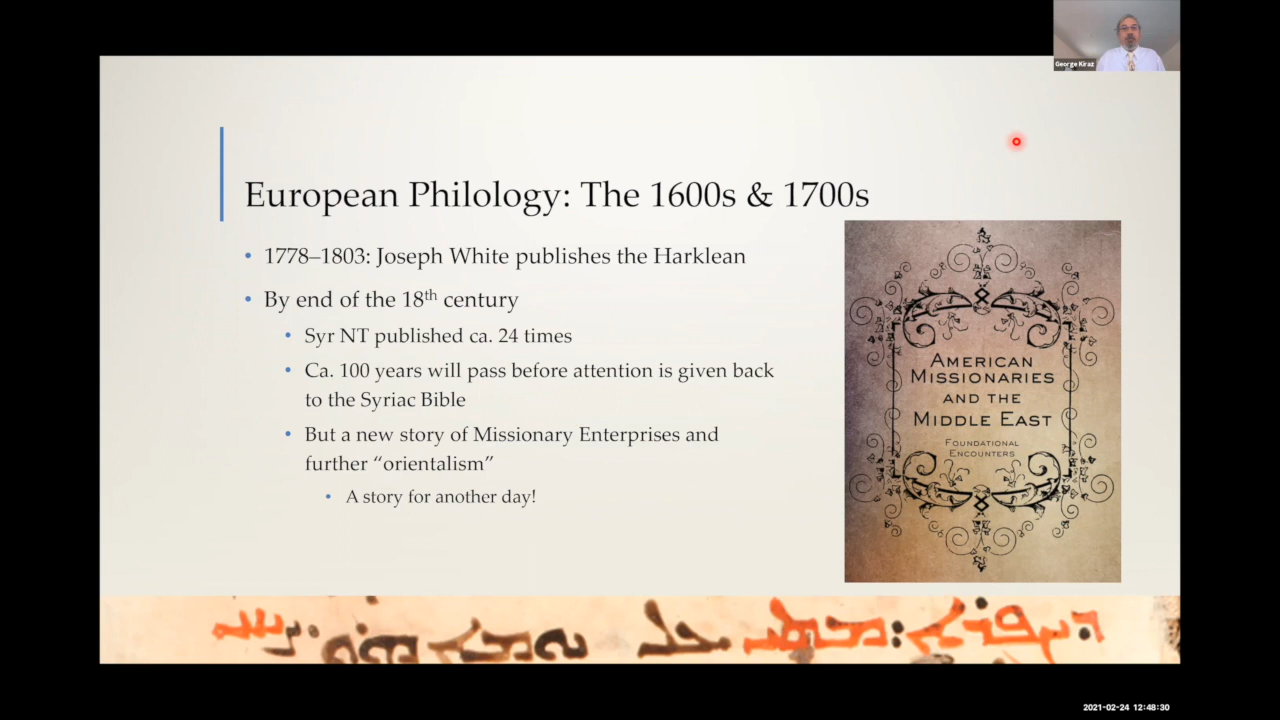 George Kiraz
European Philology: The 1600s & 1700s
• 1778–1803: Joseph White publishes the Harklean
• By end of the 18th century
• Syr NT published ca. 24 times
• Ca. 100 years will pass before attention is given back
to the Syriac Bible
• But a new story of Missionary Enterprises and
further “orientalism”
• A story for another day!
AMERICAN
MISSIONARIES
AND THE
MIDDLE EAST
FOUNDATIONAL
ENCOUNTERS
2021-02-24 12:48:30